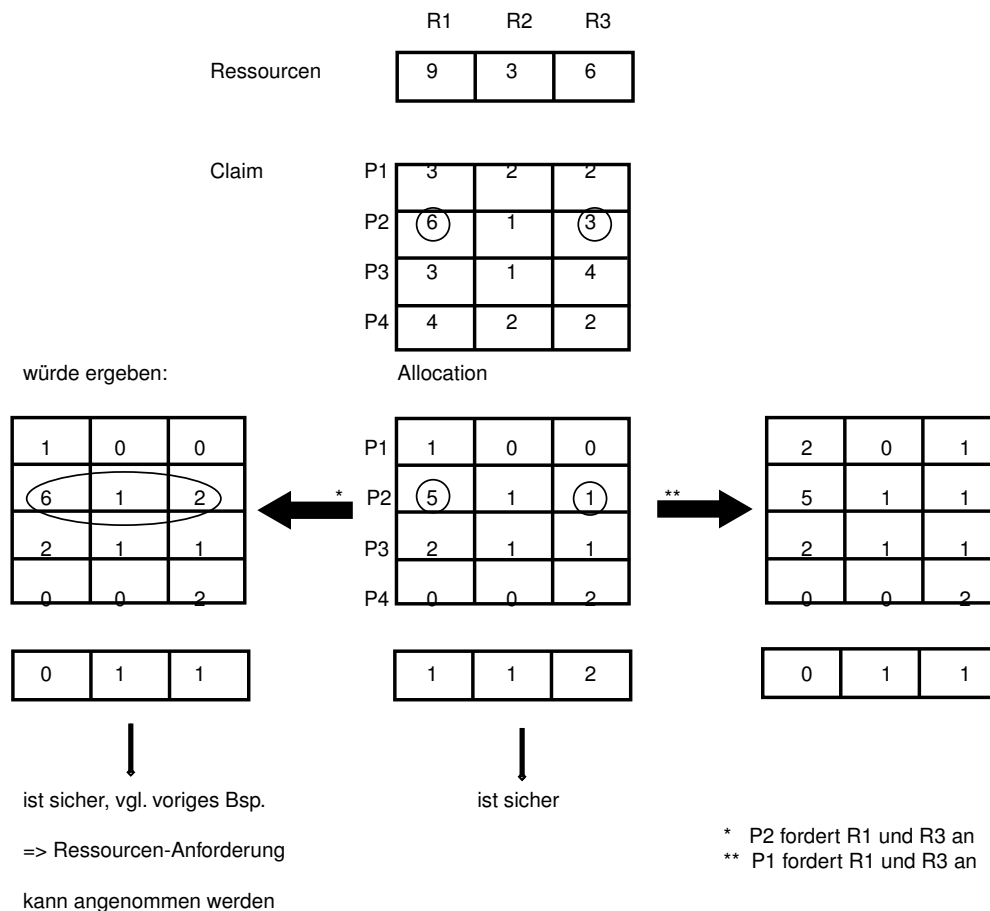 R1 R2 R3
Ressourcen 9 3 6
Claim P1 3 2 2
P2 6 1 3
P3 3 1 4
P4 4 2 2
würde ergeben: Allocation
1 0 0 P1 1 0 0 2 0 1
6 1 2 * P2 5 1 1 ** 5 1 1
2 1 1 P3 2 1 1 2 1 1
0 0 2 P4 0 0 2 0 0 2
0 1 1 1 1 2 0 1 1
ist sicher, vgl. voriges Bsp. ist sicher
=> Ressourcen-Anforderung
kann angenommen werden
* P2 fordert R1 und R3 an
** P1 fordert R1 und R3 an